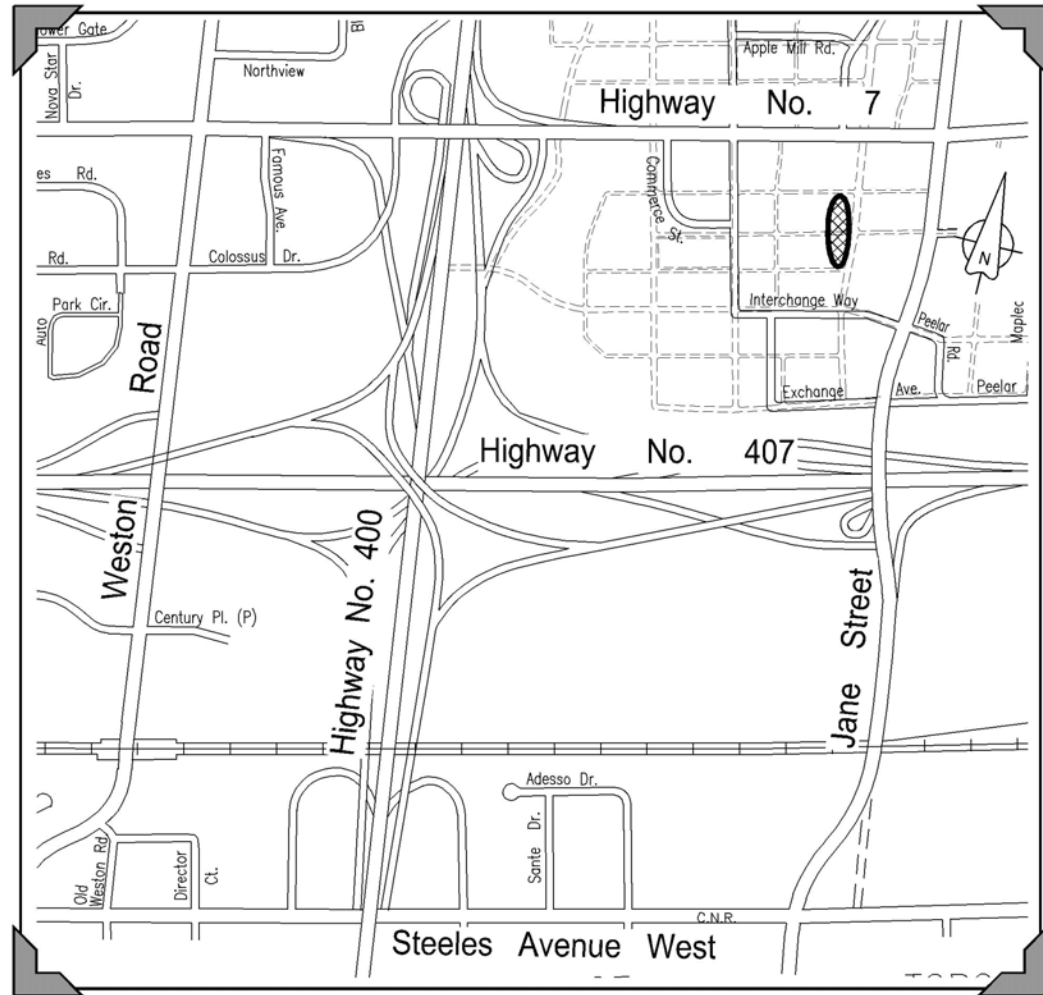 Northview
Apple Mill Rd.
Nova Star
Dr.
Highway No. 7
es Rd.
Famous Ave.
Commerce St.
Rd.
Colossus Dr.
N
Park Cir.
Auto
Interchange Way
Peelar
Rd.
Maplec
Road
Exchange Ave. Peelar
Highway No. 407
Weston
Highway No. 400
Century Pl. (P)
Jane Street
Adesso Dr.
Sante Dr.
Old
Weston Rd
Director
Ct.
C.N.R.
Steeles Avenue West